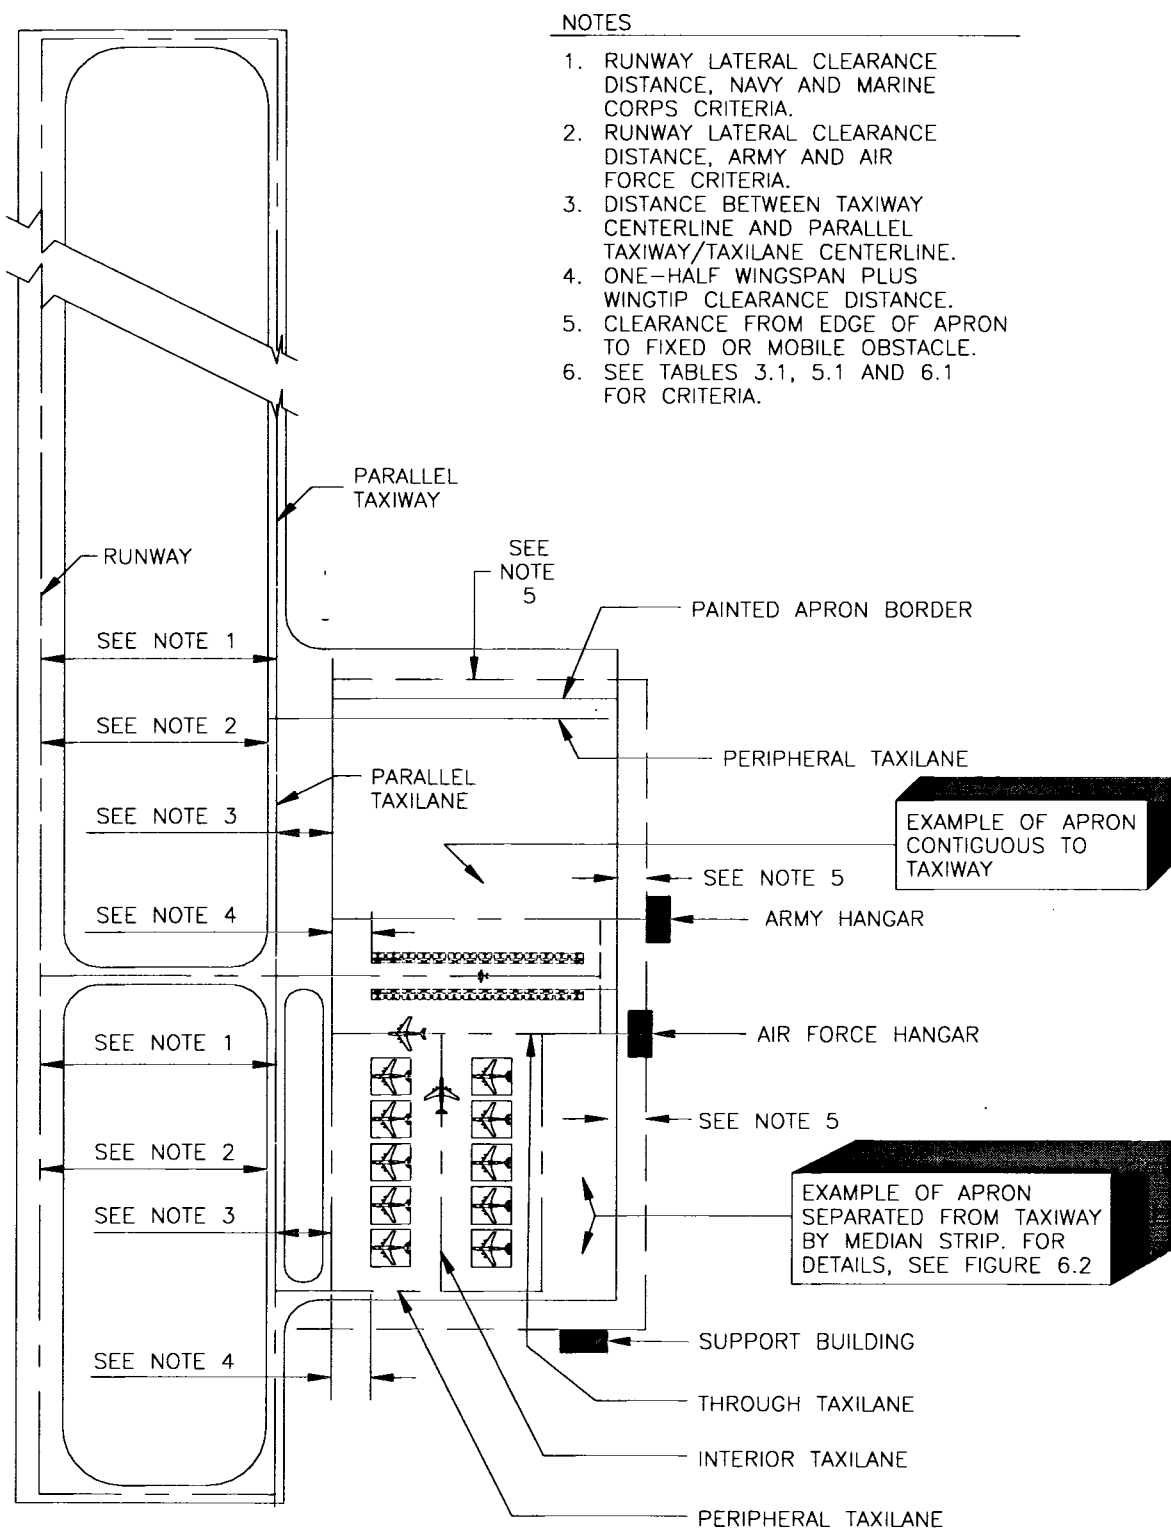 NOTES
1. RUNWAY LATERAL CLEARANCE
DISTANCE, NAVY AND MARINE
CORPS CRITERIA.
2. RUNWAY LATERAL CLEARANCE
DISTANCE, ARMY AND AIR
FORCE CRITERIA.
3. DISTANCE BETWEEN TAXIWAY
CENTERLINE AND PARALLEL
TAXIWAY/TAXILANE CENTERLINE.
4. ONE-HALF WINGSPAN PLUS
WINGTIP CLEARANCE DISTANCE.
5. CLEARANCE FROM EDGE OF APRON
TO FIXED OR MOBILE OBSTACLE.
6. SEE TABLES 3.1, 5.1 AND 6.1
FOR CRITERIA.
PARALLEL
TAXIWAY
RUNWAY
SEE
NOTE
5
PAINTED APRON BORDER
SEE NOTE 1
SEE NOTE 2
PERIPHERAL TAXILANE
PARALLEL
TAXILANE
SEE NOTE 3
EXAMPLE OF APRON
CONTIGUOUS TO
TAXIWAY
SEE NOTE 5
SEE NOTE 4
ARMY HANGAR
SEE NOTE 1
AIR FORCE HANGAR
SEE NOTE 5
SEE NOTE 2
EXAMPLE OF APRON
SEPARATED FROM TAXIWAY
BY MEDIAN STRIP. FOR
DETAILS, SEE FIGURE 6.2
SEE NOTE 3
SUPPORT BUILDING
SEE NOTE 4
THROUGH TAXILANE
INTERIOR TAXILANE
PERIPHERAL TAXILANE